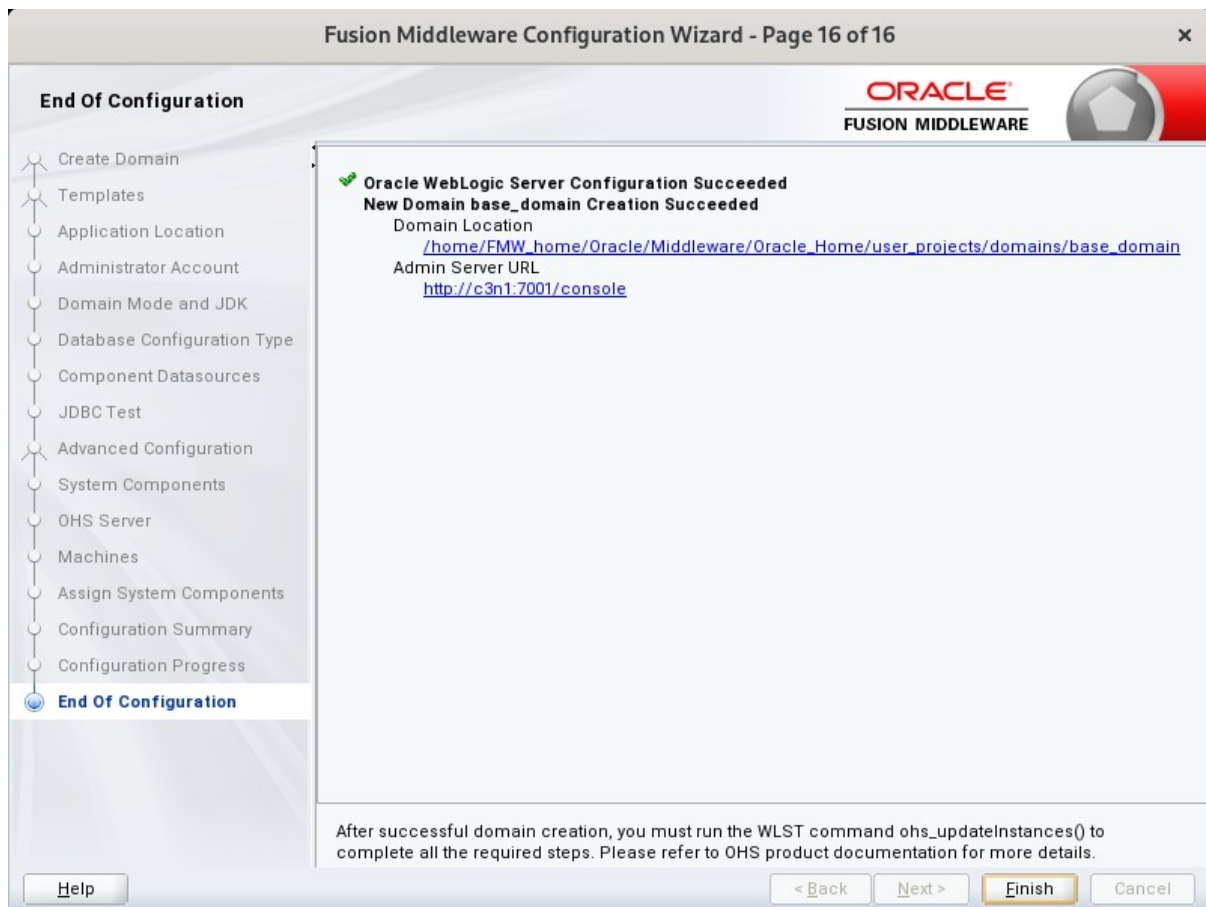 Fusion Middleware Configuration Wizard - Page 16 of 16
End Of Configuration
ORACLE
FUSION MIDDLEWARE
Create Domain
Templates
Application Location
Administrator Account
Domain Mode and JDK
Database Configuration Type
Component Datasources
JDBC Test
Advanced Configuration
System Components
OHS Server
Machines
Assign System Components
Configuration Summary
Configuration Progress
End Of Configuration
Oracle WebLogic Server Configuration Succeeded
New Domain base_domain Creation Succeeded
Domain Location
/home/FMW_home/Oracle/Middleware/Oracle_Home/user_projects/domains/base_domain
Admin Server URL
http://c3n1:7001/console
After successful domain creation, you must run the WLST command ohs_updateInstances() to
complete all the required steps. Please refer to OHS product documentation for more details.
Help
< Back
Next >
Finish
Cancel